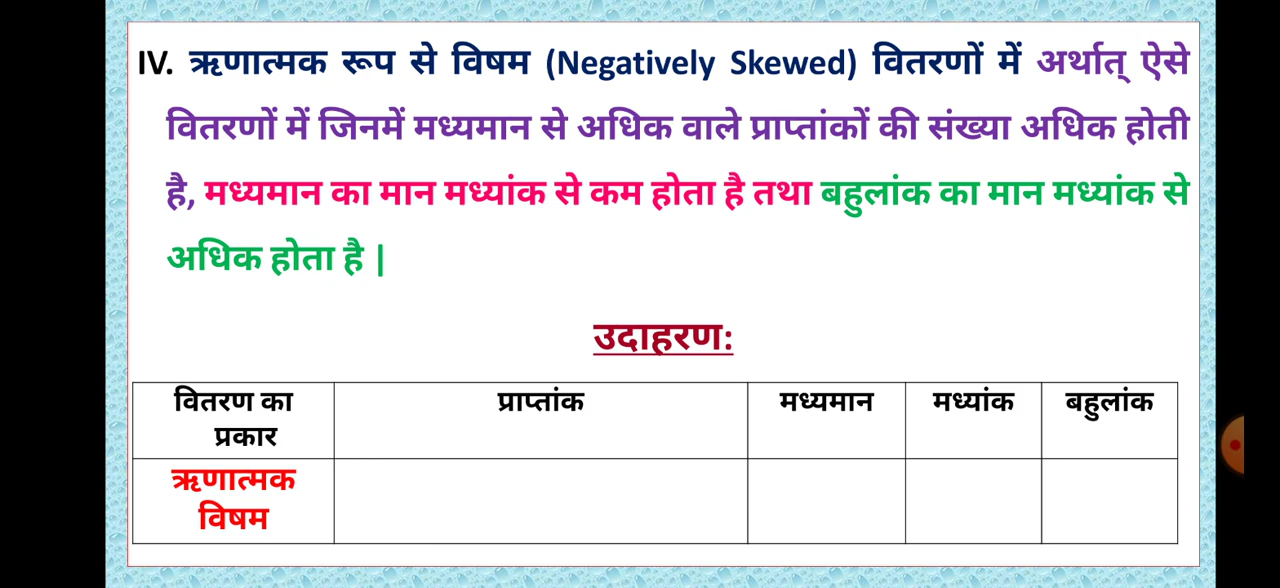 IV. ऋणात्मक रूप से विषम (Negatively Skewed) वितरणों में अर्थात् ऐसे
वितरणों में जिनमें मध्यमान से अधिक वाले प्राप्तांकों की संख्या अधिक होती
है, मध्यमान का मान मध्यांक से कम होता है तथा बहुलांक का मान मध्यांक से
अधिक होता है |
उदाहरण:
वितरण का प्राप्तांक मध्यमान मध्यांक बहुलांक
प्रकार
ऋणात्मक
विषम